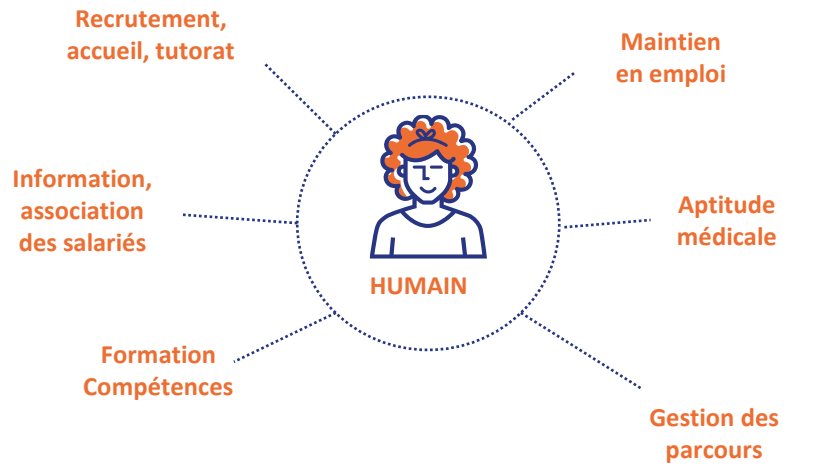 Recrutement,
accueil, tutorat
Maintien
en emploi
Information,
association
des salariés
Aptitude
médicale
HUMAIN
Formation
Compétences
Gestion des
parcours